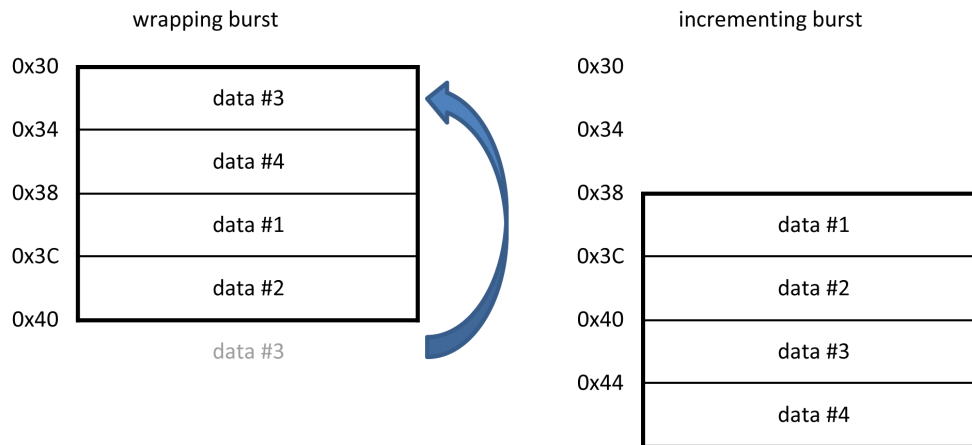 wrapping burst
0x30
data #3
0x34
data #4
0x38
data #1
0x3C
data #2
0x40
data #3
incrementing burst
0x30
0x34
0x38
data #1
0x3C
data #2
0x40
data #3
0x44
data #4